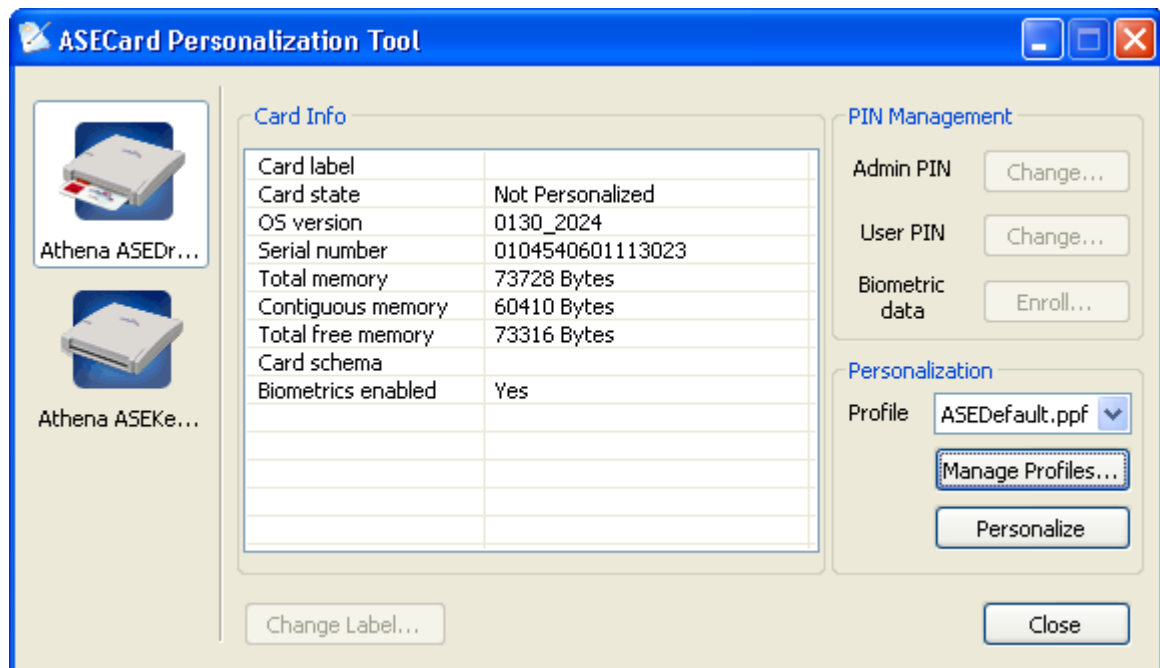 ASECard Personalization Tool
Athena ASEDr...
Athena ASEKe...
Card Info
Card label
Card state Not Personalized
OS version 0130_2024
Serial number 0104540601113023
Total memory 73728 Bytes
Contiguous memory 60410 Bytes
Total free memory 73316 Bytes
Card schema
Biometrics enabled Yes
Change Label...
PIN Management
Admin PIN Change...
User PIN Change...
Biometric
data Enroll...
Personalization
Profile ASEDefault.ppf
Manage Profiles...
Personalize
Close